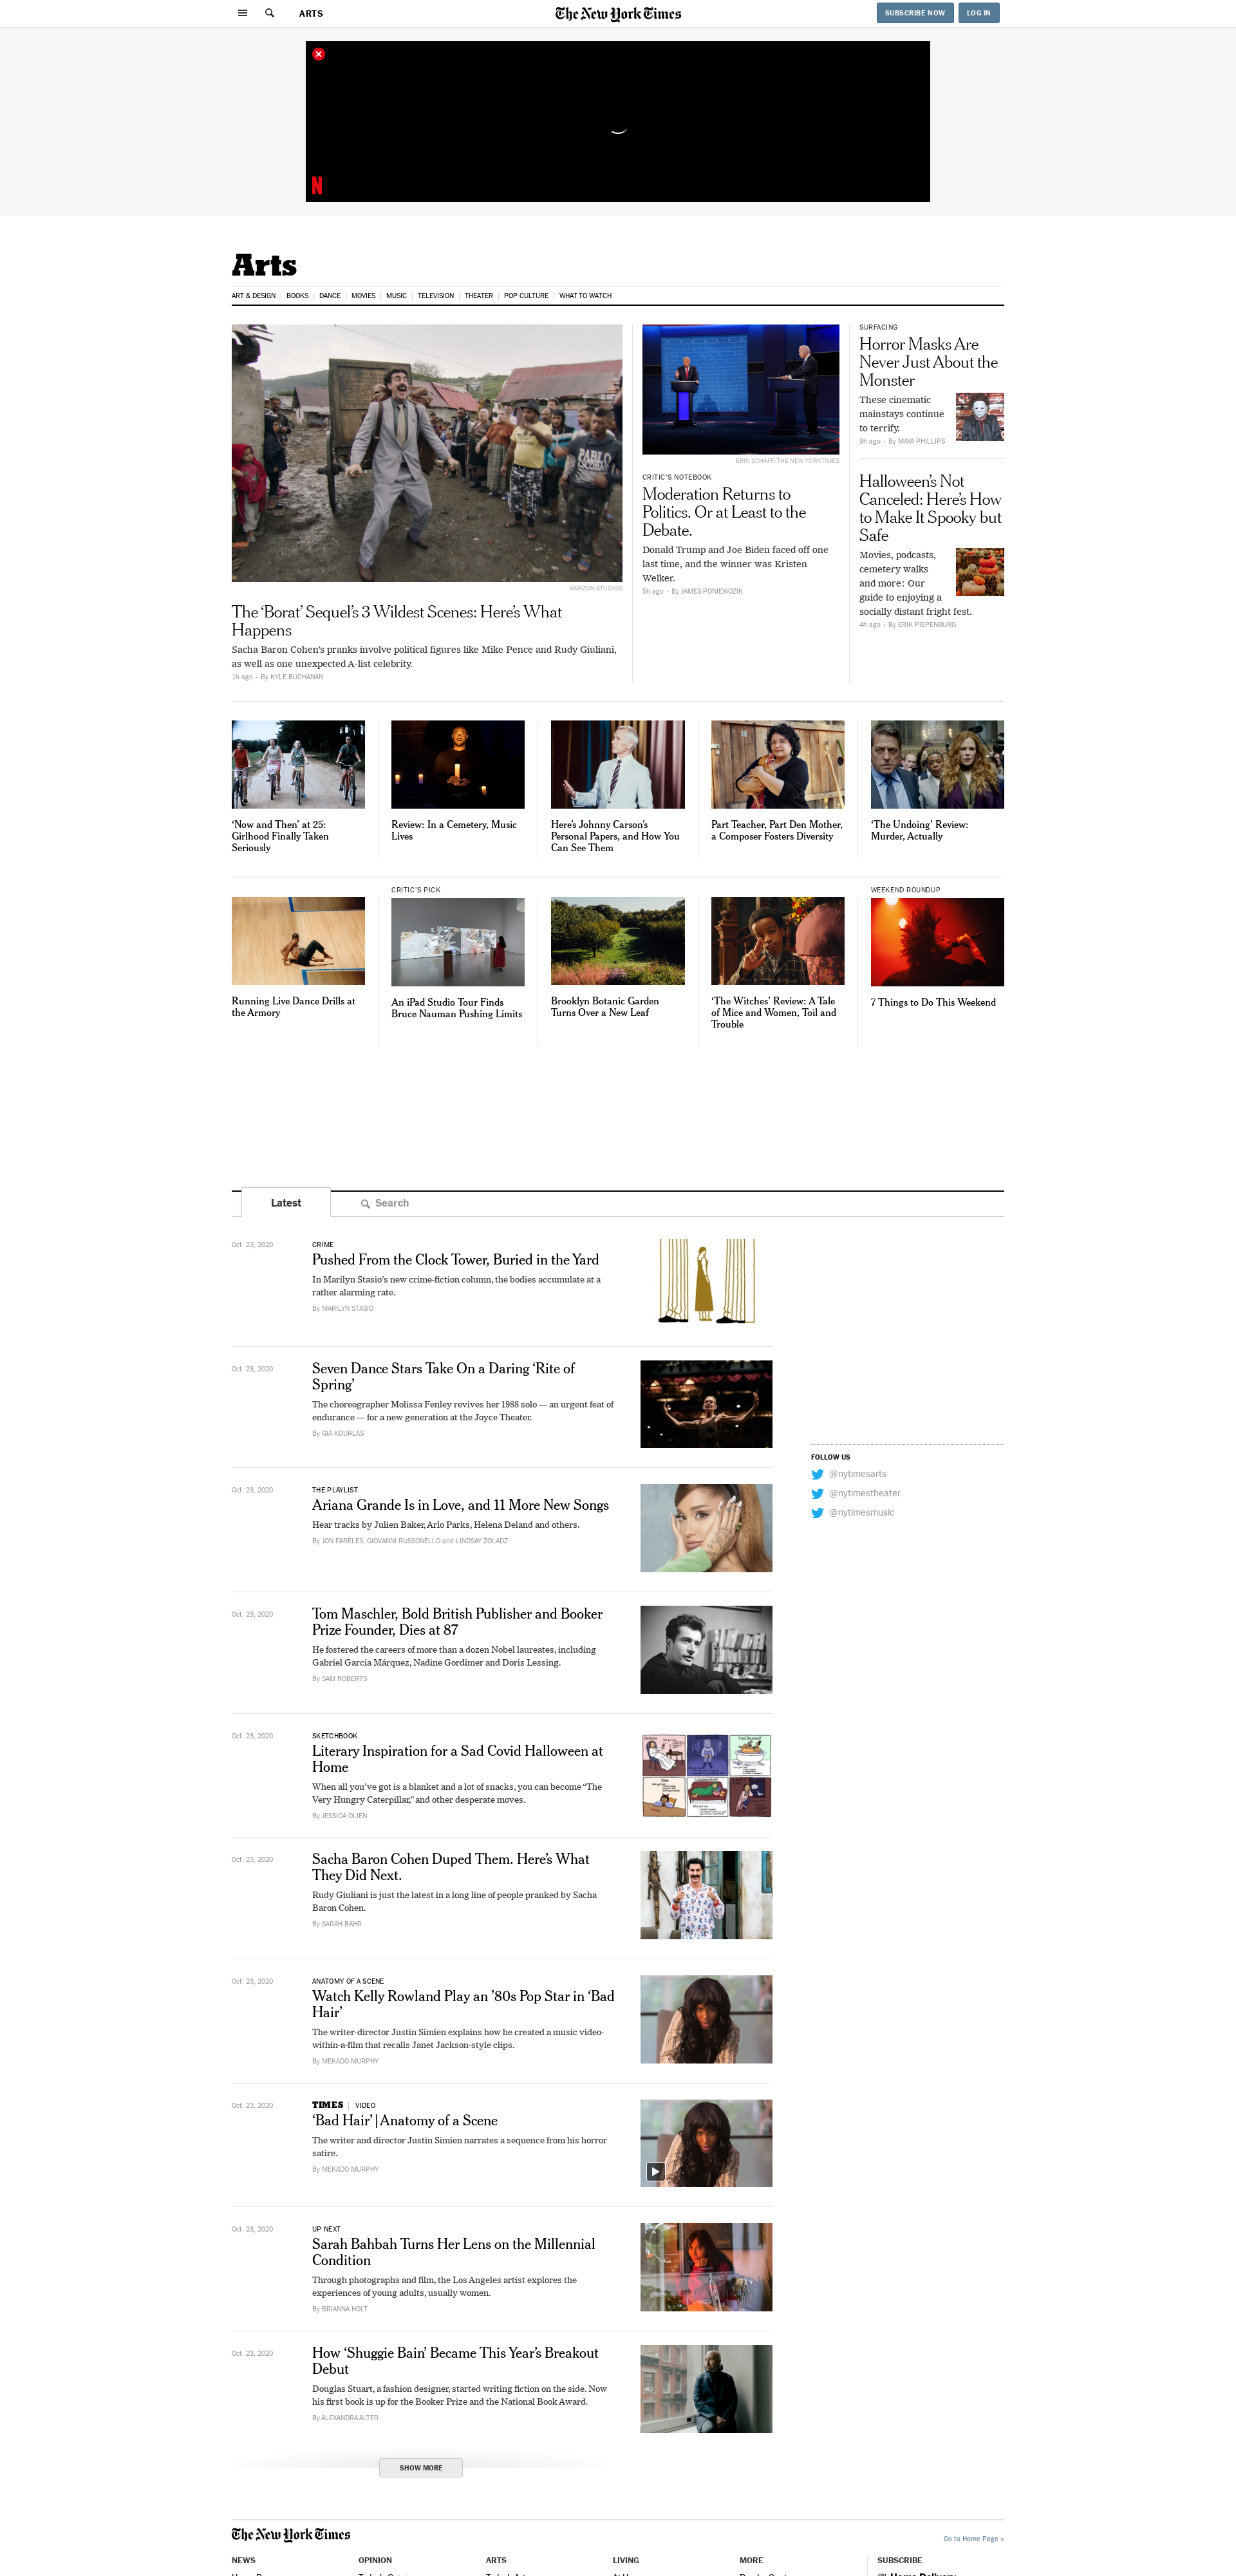 ARTS
The New York Times
SUBSCRIBE NOW
LOG IN
N
Arts
ART & DESIGN | BOOKS | DANCE | MOVIES | MUSIC | TELEVISION | THEATER | POP CULTURE | WHAT TO WATCH
PABLO
ESCOBAR
AMAZON STUDIOS
The ‘Borat’ Sequel’s 3 Wildest Scenes: Here’s What
Happens
Sacha Baron Cohen’s pranks involve political figures like Mike Pence and Rudy Giuliani,
as well as one unexpected A-list celebrity.
1h ago - By KYLE BUCHANAN
ERIN SCHAFF/THE NEW YORK TIMES
CRITIC’S NOTEBOOK
Moderation Returns to
Politics. Or at Least to the
Debate.
Donald Trump and Joe Biden faced off one
last time, and the winner was Kristen
Welker.
5h ago - By JAMES PONIEWOZIK
SURFACING
Horror Masks Are
Never Just About the
Monster
These cinematic
mainstays continue
to terrify.
9h ago - By MAYA PHILLIPS
Halloween’s Not
Canceled: Here’s How
to Make It Spooky but
Safe
Movies, podcasts,
cemetery walks
and more: Our
guide to enjoying a
socially distant fright fest.
4h ago - By ERIK PIEPENBURG
‘Now and Then’ at 25:
Girlhood Finally Taken
Seriously
Review: In a Cemetery, Music
Lives
Here’s Johnny Carson’s
Personal Papers, and How You
Can See Them
Part Teacher, Part Den Mother,
a Composer Fosters Diversity
‘The Undoing’ Review:
Murder, Actually
Running Live Dance Drills at
the Armory
CRITIC’S PICK
An iPad Studio Tour Finds
Bruce Nauman Pushing Limits
Brooklyn Botanic Garden
Turns Over a New Leaf
‘The Witches’ Review: A Tale
of Mice and Women, Toil and
Trouble
WEEKEND ROUNDUP
7 Things to Do This Weekend
Latest
Search
Oct. 23, 2020
CRIME
Pushed From the Clock Tower, Buried in the Yard
In Marilyn Stasio’s new crime-fiction column, the bodies accumulate at a
rather alarming rate.
By MARILYN STASIO
Oct. 23, 2020
Seven Dance Stars Take On a Daring ‘Rite of
Spring’
The choreographer Molissa Fenley revives her 1988 solo — an urgent feat of
endurance — for a new generation at the Joyce Theater.
By GIA KOURLAS
FOLLOW US
@nytimesarts
@nytimestheater
@nytimesmusic
Oct. 23, 2020
THE PLAYLIST
Ariana Grande Is in Love, and 11 More New Songs
Hear tracks by Julien Baker, Arlo Parks, Helena Deland and others.
By JON PARELES, GIOVANNI RUSSONELLO and LINDSAY ZOLADZ
Oct. 23, 2020
Tom Maschler, Bold British Publisher and Booker
Prize Founder, Dies at 87
He fostered the careers of more than a dozen Nobel laureates, including
Gabriel García Márquez, Nadine Gordimer and Doris Lessing.
By SAM ROBERTS
Oct. 23, 2020
SKETCHBOOK
Literary Inspiration for a Sad Covid Halloween at
Home
When all you’ve got is a blanket and a lot of snacks, you can become “The
Very Hungry Caterpillar,” and other desperate moves.
By JESSICA OLIEN
Oct. 23, 2020
Sacha Baron Cohen Duped Them. Here’s What
They Did Next.
Rudy Giuliani is just the latest in a long line of people pranked by Sacha
Baron Cohen.
By SARAH BAHR
Oct. 23, 2020
ANATOMY OF A SCENE
Watch Kelly Rowland Play an ’80s Pop Star in ‘Bad
Hair’
The writer-director Justin Simien explains how he created a music video-
within-a-film that recalls Janet Jackson-style clips.
By MEKADO MURPHY
Oct. 23, 2020
TIMES | VIDEO
‘Bad Hair’ | Anatomy of a Scene
The writer and director Justin Simien narrates a sequence from his horror
satire.
By MEKADO MURPHY
Oct. 23, 2020
UP NEXT
Sarah Bahbah Turns Her Lens on the Millennial
Condition
Through photographs and film, the Los Angeles artist explores the
experiences of young adults, usually women.
By BRIANNA HOLT
Oct. 23, 2020
How ‘Shuggie Bain’ Became This Year’s Breakout
Debut
Douglas Stuart, a fashion designer, started writing fiction on the side. Now
his first book is up for the Booker Prize and the National Book Award.
By ALEXANDRA ALTER
SHOW MORE
The New York Times
Go to Home Page »
NEWS
OPINION
ARTS
LIVING
MORE
SUBSCRIBE